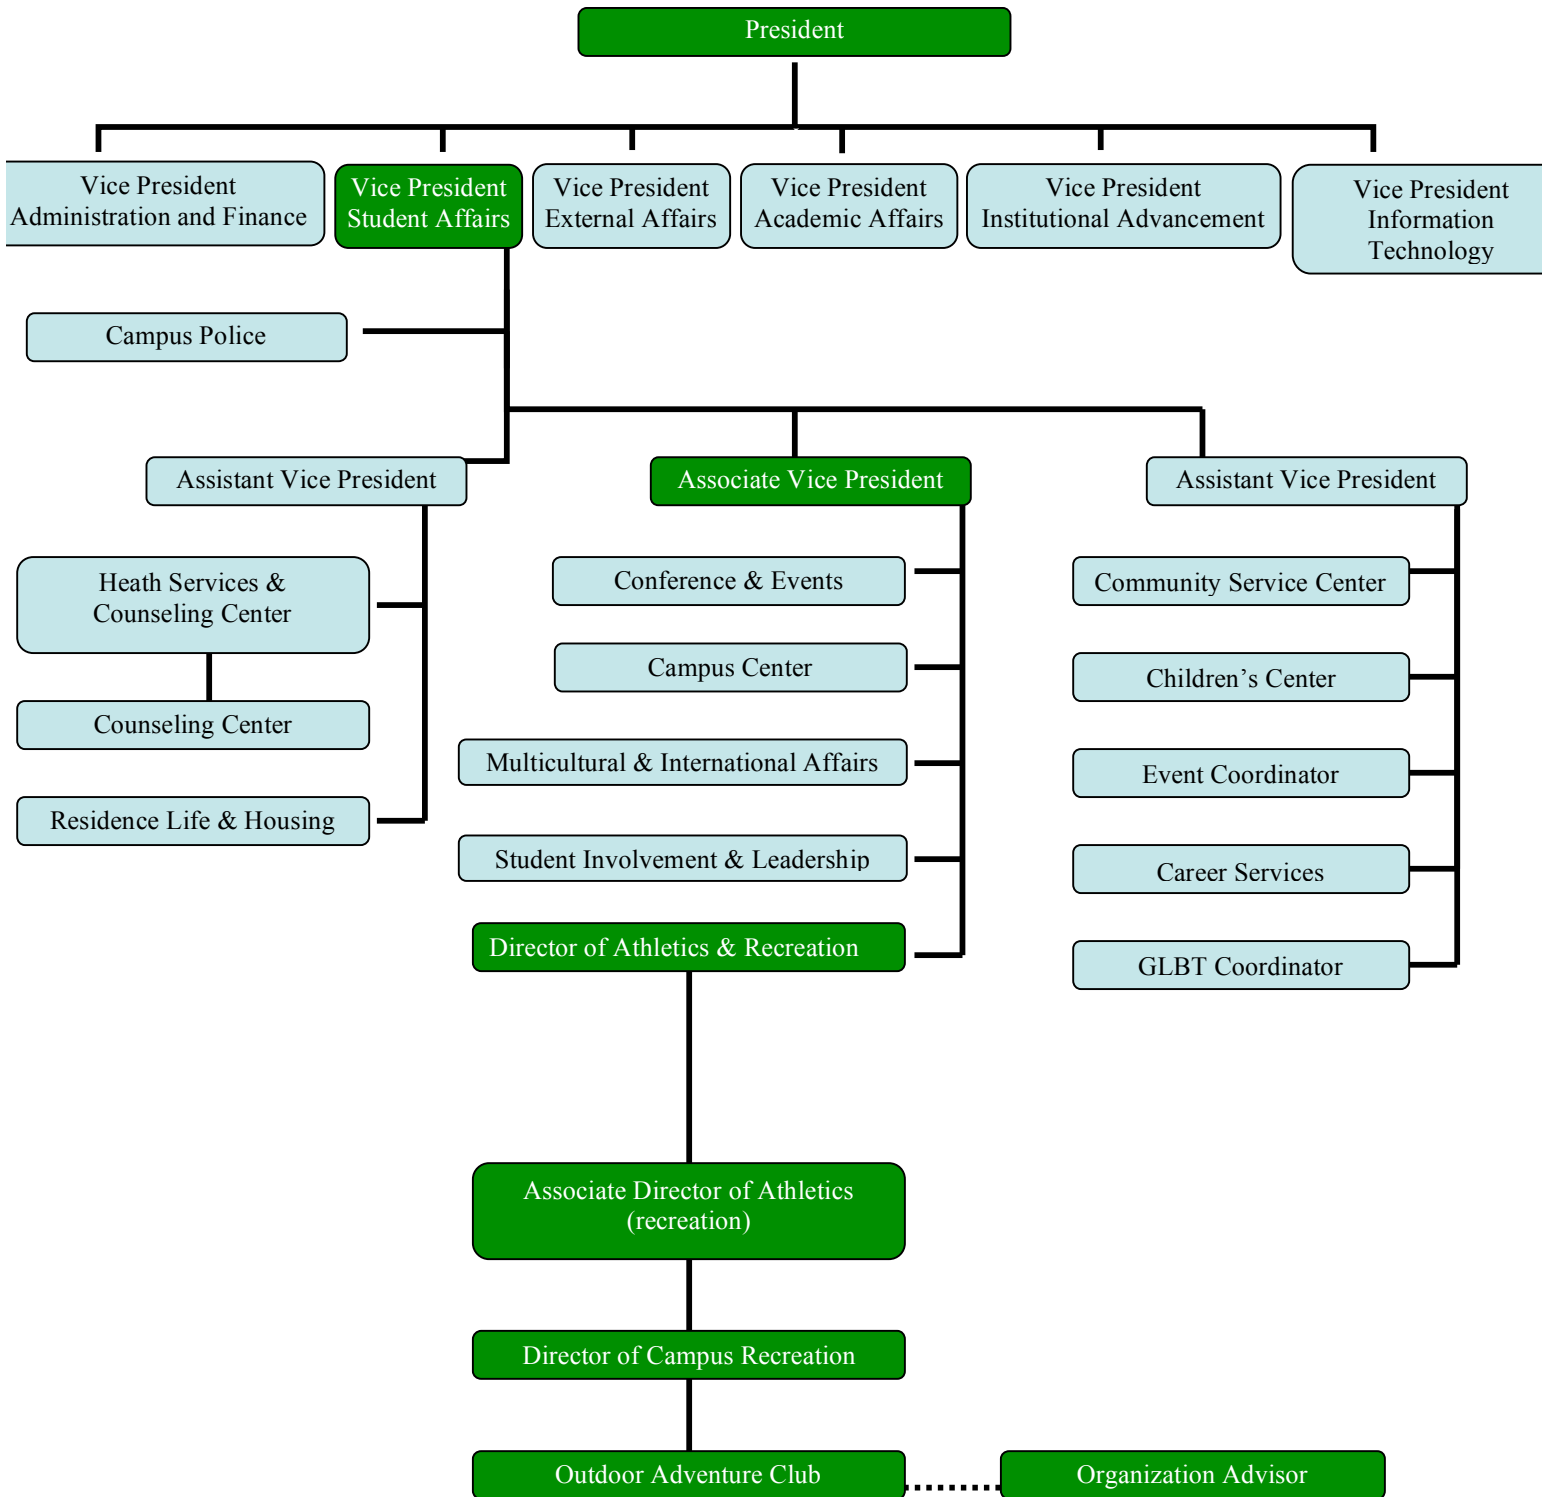 President
Vice President
Administration and Finance
Vice President
Student Affairs
Vice President
External Affairs
Vice President
Academic Affairs
Vice President
Institutional Advancement
Vice President
Information
Technology
Campus Police
Assistant Vice President
Associate Vice President
Assistant Vice President
Heath Services &
Counseling Center
Counseling Center
Residence Life & Housing
Conference & Events
Campus Center
Multicultural & International Affairs
Student Involvement & Leadership
Director of Athletics & Recreation
Community Service Center
Children’s Center
Event Coordinator
Career Services
GLBT Coordinator
Associate Director of Athletics
(recreation)
Director of Campus Recreation
Outdoor Adventure Club
Organization Advisor